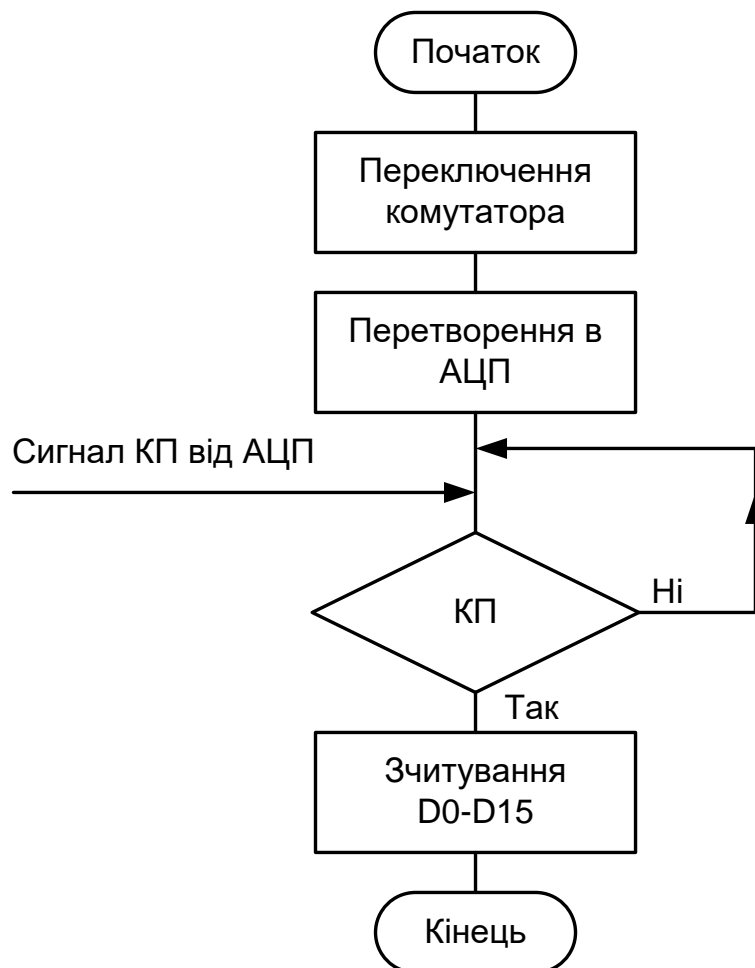 Початок
Переключення
комутатора
Перетворення в
АЦП
Сигнал КП від АЦП
КП
Ні
Так
Зчитування
D0-D15
Кінець